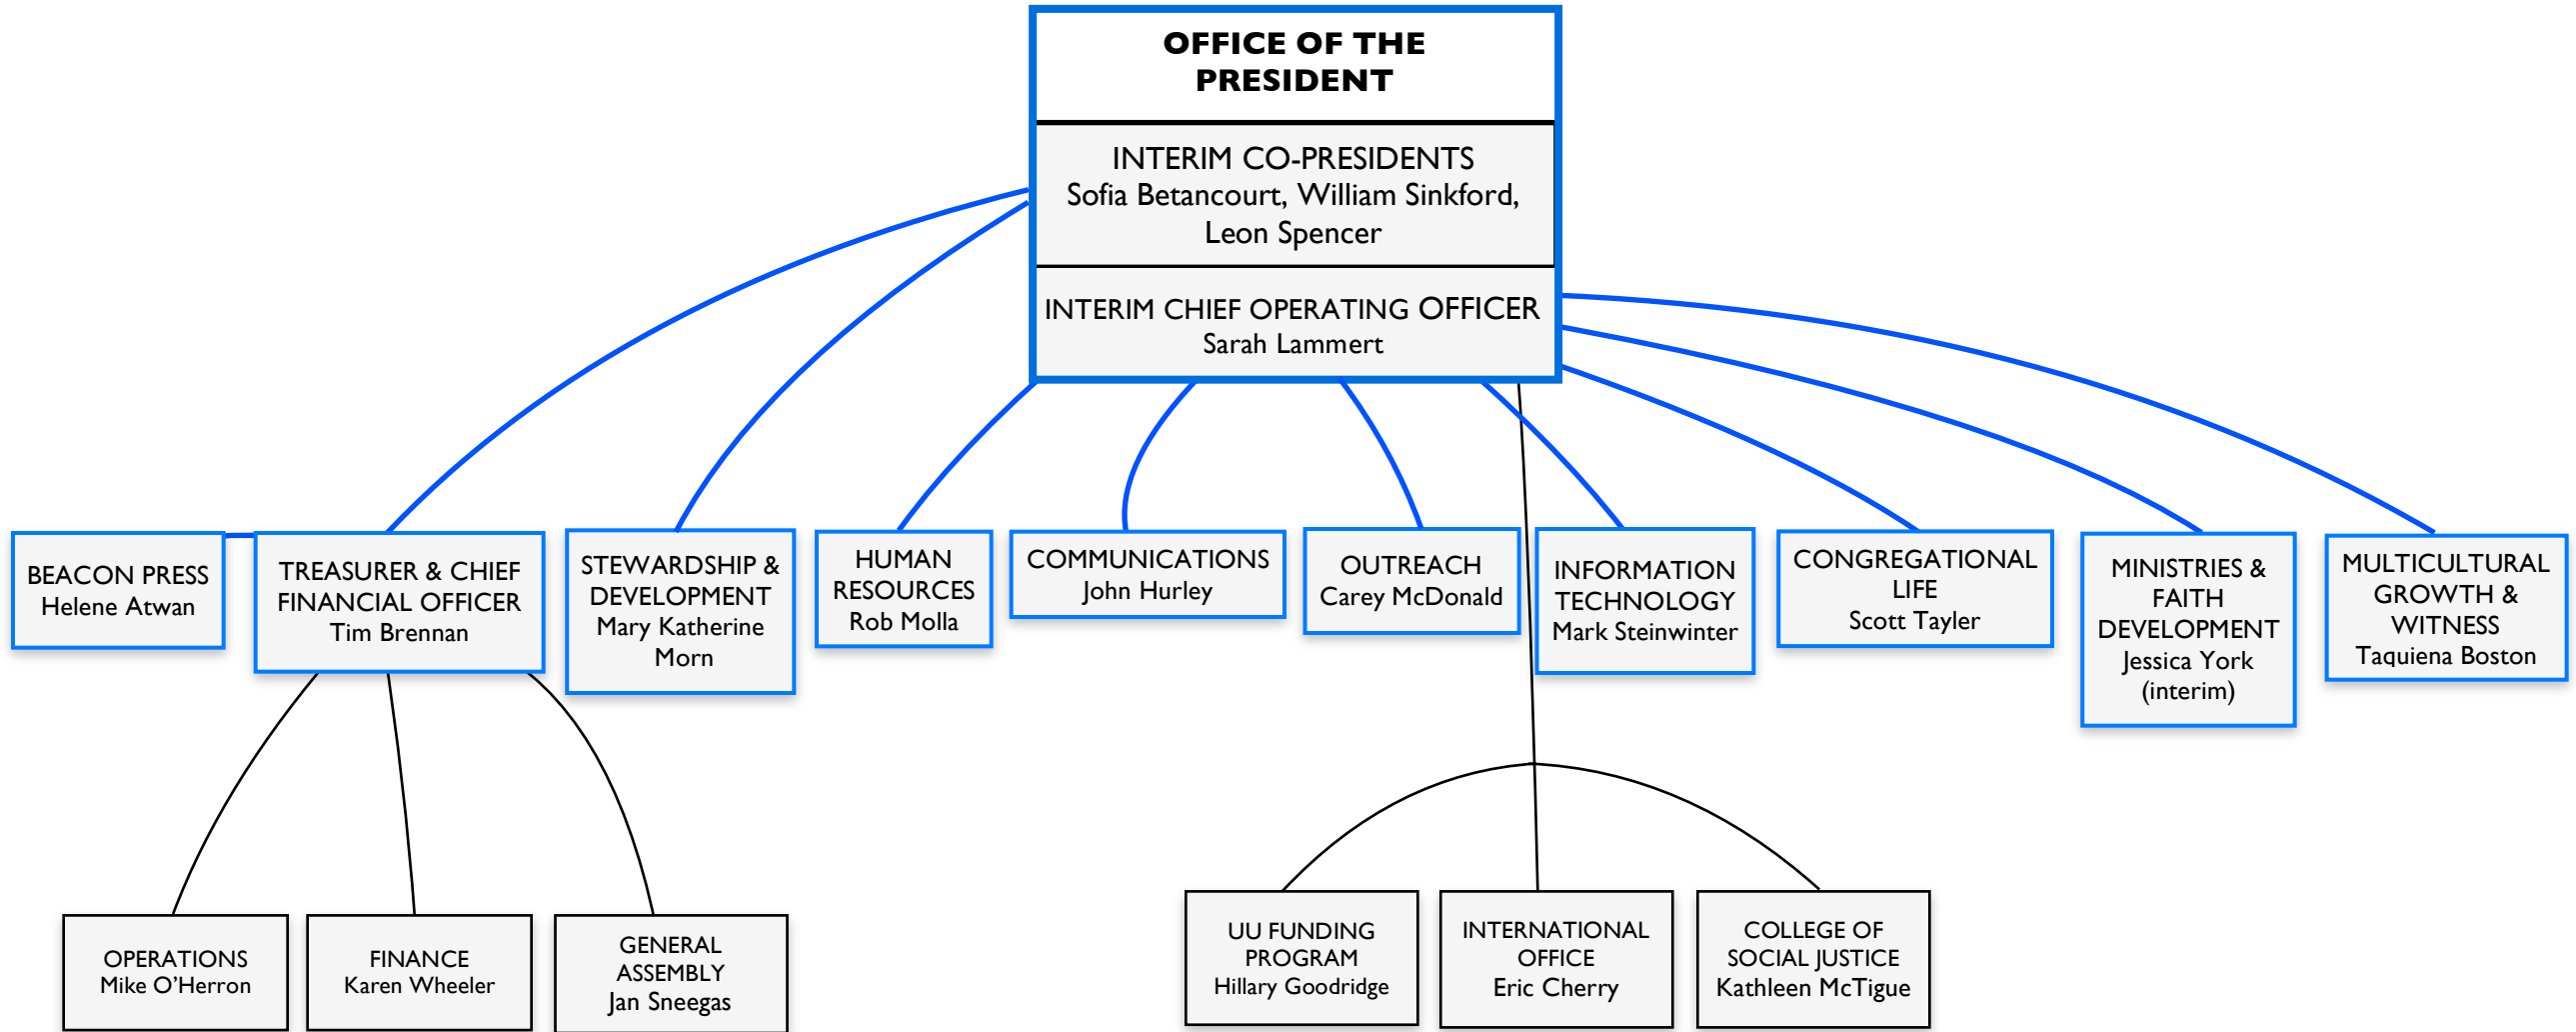 OFFICE OF THE
PRESIDENT
INTERIM CO-PRESIDENTS
Sofia Betancourt, William Sinkford,
Leon Spencer
INTERIM CHIEF OPERATING OFFICER
Sarah Lammert
BEACON PRESS
Helene Atwan
TREASURER & CHIEF
FINANCIAL OFFICER
Tim Brennan
STEWARDSHIP &
DEVELOPMENT
Mary Katherine
Morn
HUMAN
RESOURCES
Rob Molla
COMMUNICATIONS
John Hurley
OUTREACH
Carey McDonald
INFORMATION
TECHNOLOGY
Mark Steinwinter
CONGREGATIONAL
LIFE
Scott Tayler
MINISTRIES &
FAITH
DEVELOPMENT
Jessica York
(interim)
MULTICULTURAL
GROWTH &
WITNESS
Taquiena Boston
OPERATIONS
Mike O’Herron
FINANCE
Karen Wheeler
GENERAL
ASSEMBLY
Jan Sneegas
UU FUNDING
PROGRAM
Hillary Goodridge
INTERNATIONAL
OFFICE
Eric Cherry
COLLEGE OF
SOCIAL JUSTICE
Kathleen McTigue